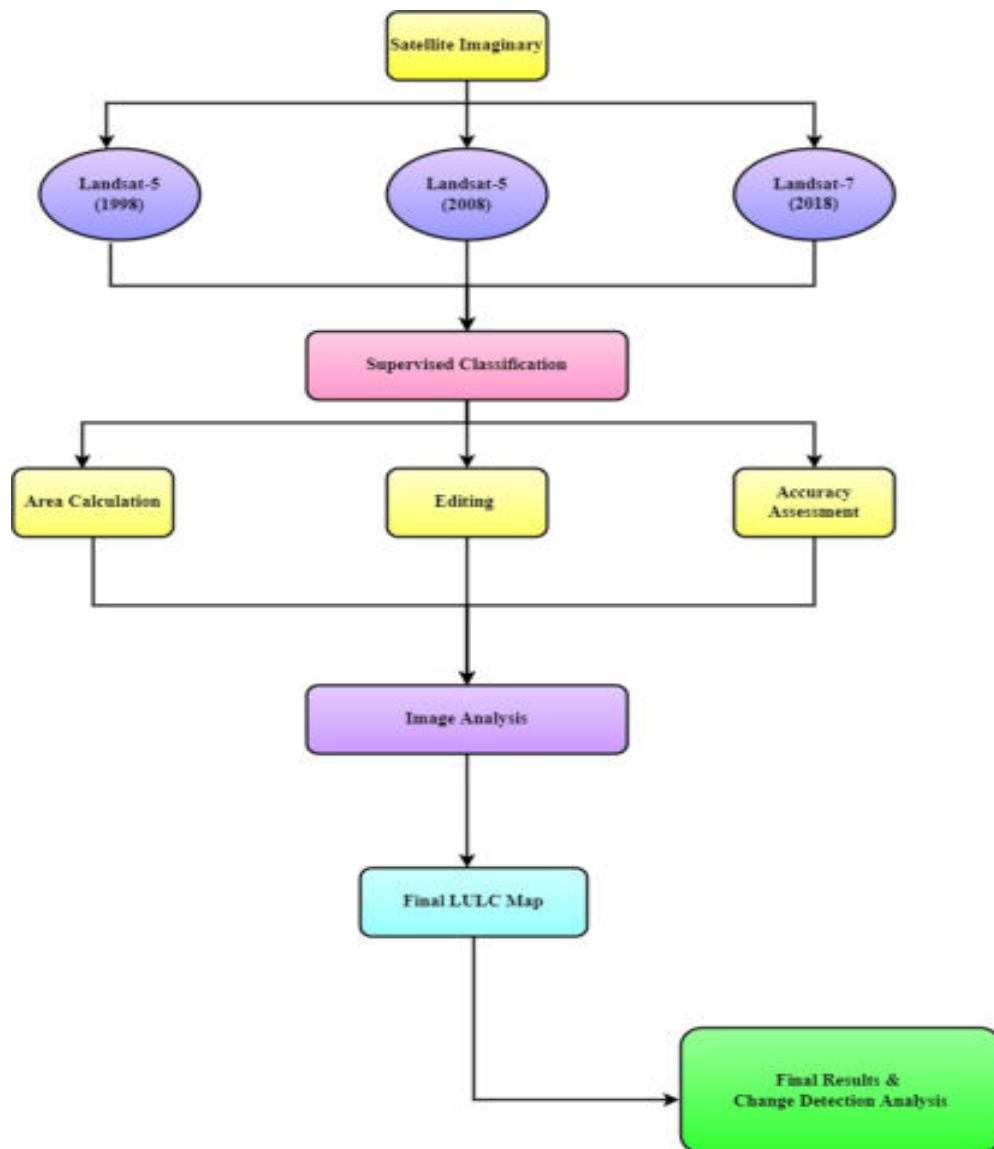 Satellite Imaginary
Landsat-5
(1998)
Landsat-5
(2008)
Landsat-7
(2018)
Supervised Classification
Area Calculation
Editing
Accuracy
Assessment
Image Analysis
Final LULC Map
Final Results &
Change Detection Analysis